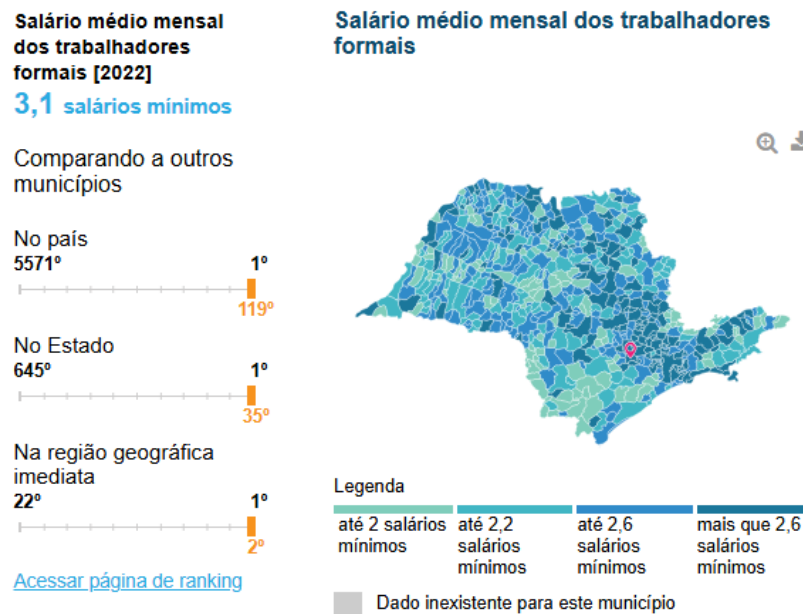 Salário médio mensal
dos trabalhadores
formais [2022]
3,1 salários mínimos
Comparando a outros
municípios
No país
5571º 1º
119º
No Estado
645º 1º
35º
Na região geográfica
imediata
22º 1º
2º
Acessar página de ranking
Salário médio mensal dos trabalhadores
formais
Legenda
até 2 salários
mínimos
até 2,2
salários
mínimos
até 2,6
salários
mínimos
mais que 2,6
salários
mínimos
Dado inexistente para este município